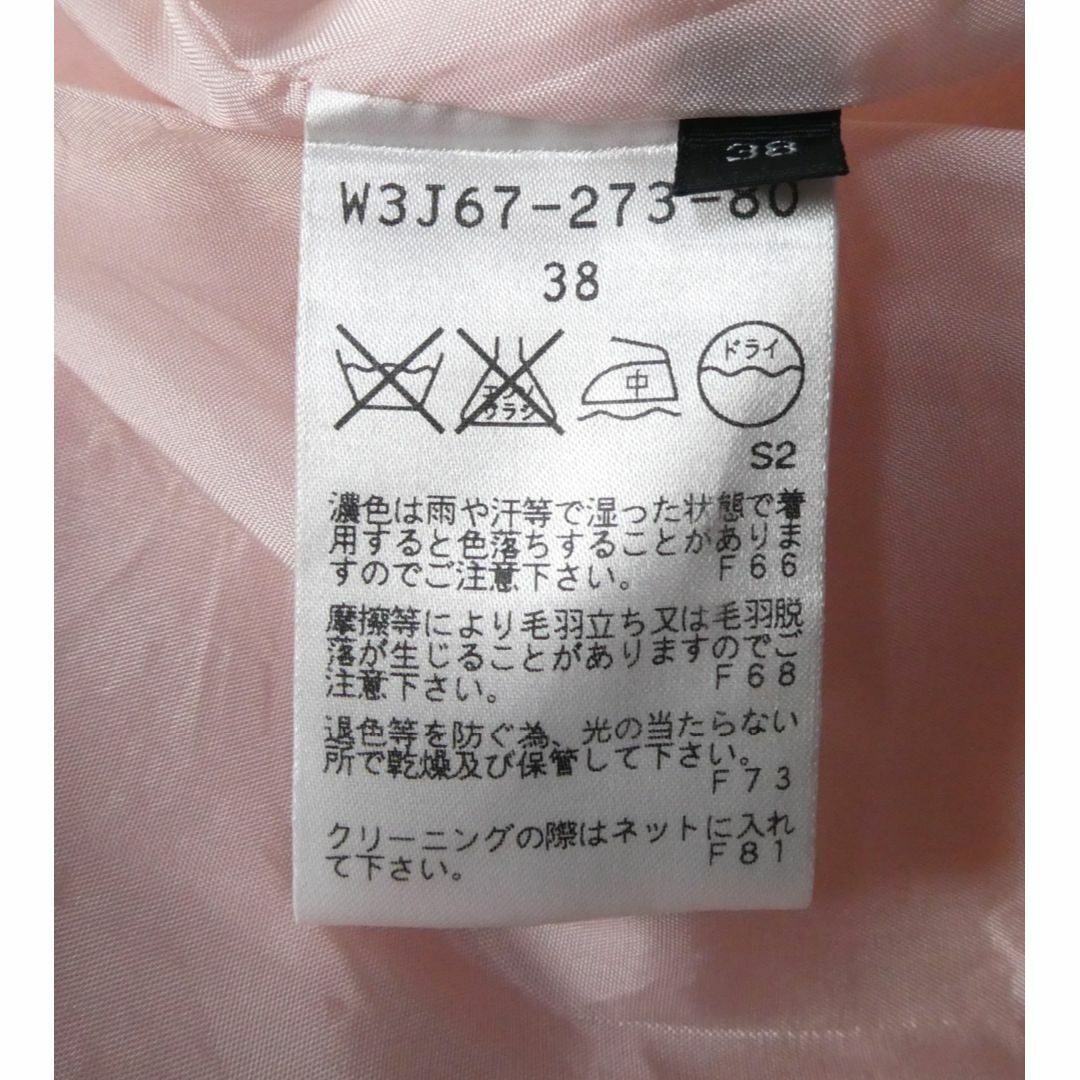 38
W3J67-273-80
38
エンソ
サラシ
中
ドライ
S2
濃色は雨や汗等で湿った状態で着
用すると色落ちすることがありま
すのでご注意下さい。 F66
摩擦等により毛羽立ち又は毛羽脱
落が生じることがありますのでご
注意下さい。 F68
退色等を防ぐ為、光の当たらない
所で乾燥及び保管して下さい。
F73
クリーニングの際はネットに入れ
て下さい。 F81